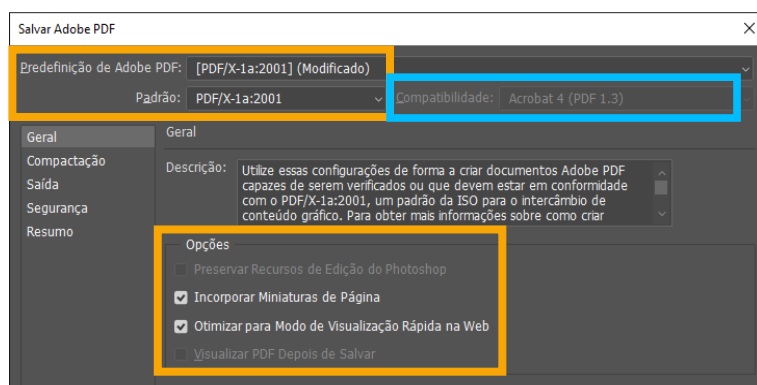 Salvar Adobe PDF
Predefinição de Adobe PDF: [PDF/X-1a:2001] (Modificado)
Padrão: PDF/X-1a:2001 Compatibilidade: Acrobat 4 (PDF 1.3)
Geral
Compactação
Saída
Segurança
Resumo
Geral
Descrição: Utilize essas configurações de forma a criar documentos Adobe PDF
capazes de serem verificados ou que devem estar em conformidade
com o PDF/X-1a:2001, um padrão da ISO para o intercâmbio de
conteúdo gráfico. Para obter mais informações sobre como criar
Opções
Preservar Recursos de Edição do Photoshop
Incorporar Miniaturas de Página
Otimizar para Modo de Visualização Rápida na Web
Visualizar PDF Depois de Salvar